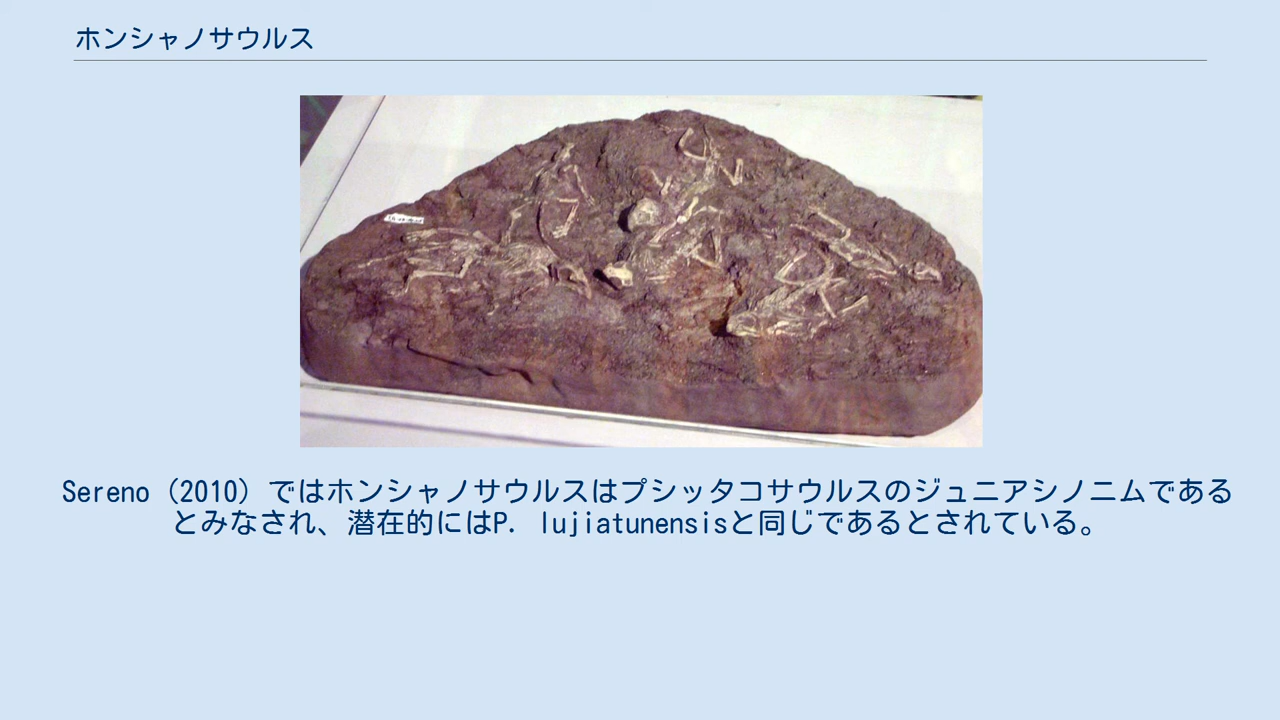 ホンシャノサウルス
Sereno（2010）ではホンシャノサウルスはプシッタコサウルスのジュニアシノニムである
とみなされ、潜在的にはP. lujiatunensisと同じであるとされている。